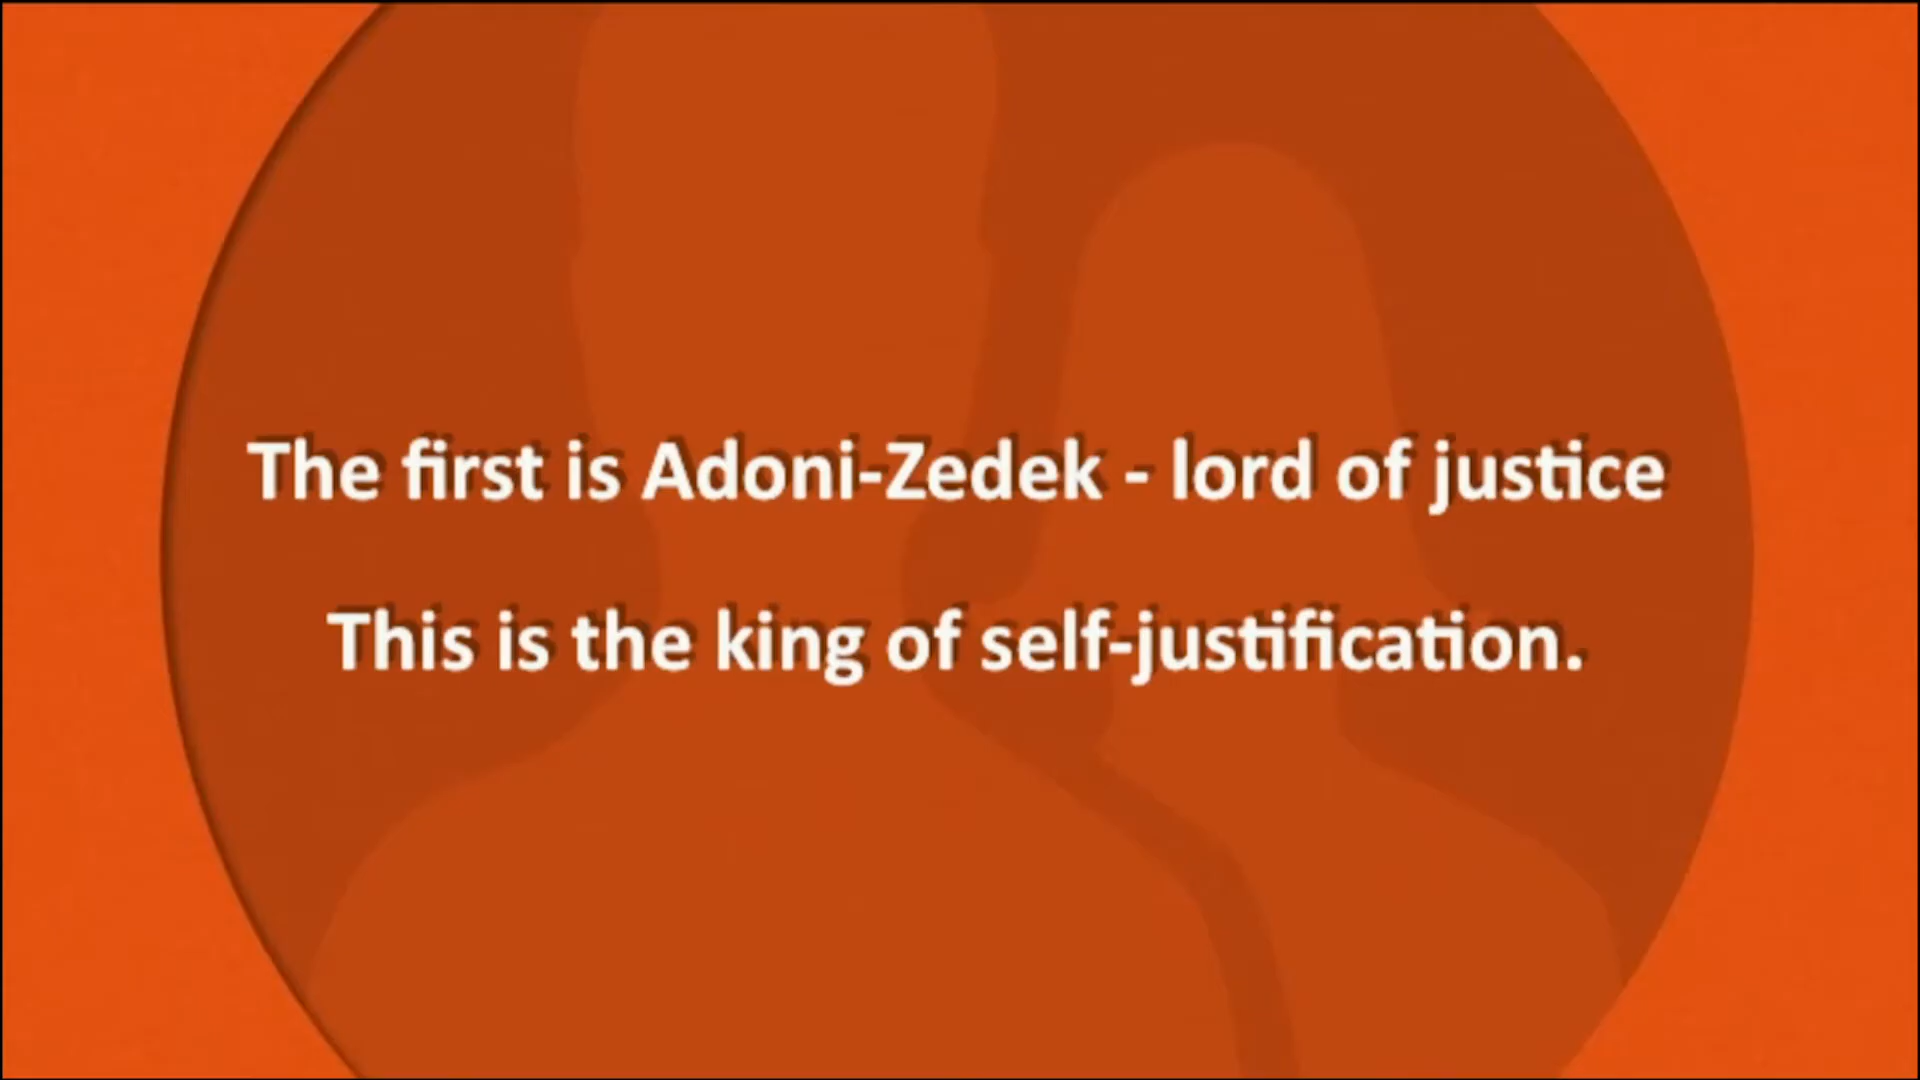 The first is Adoni-Zedek - lord of justice
This is the king of self-justification.